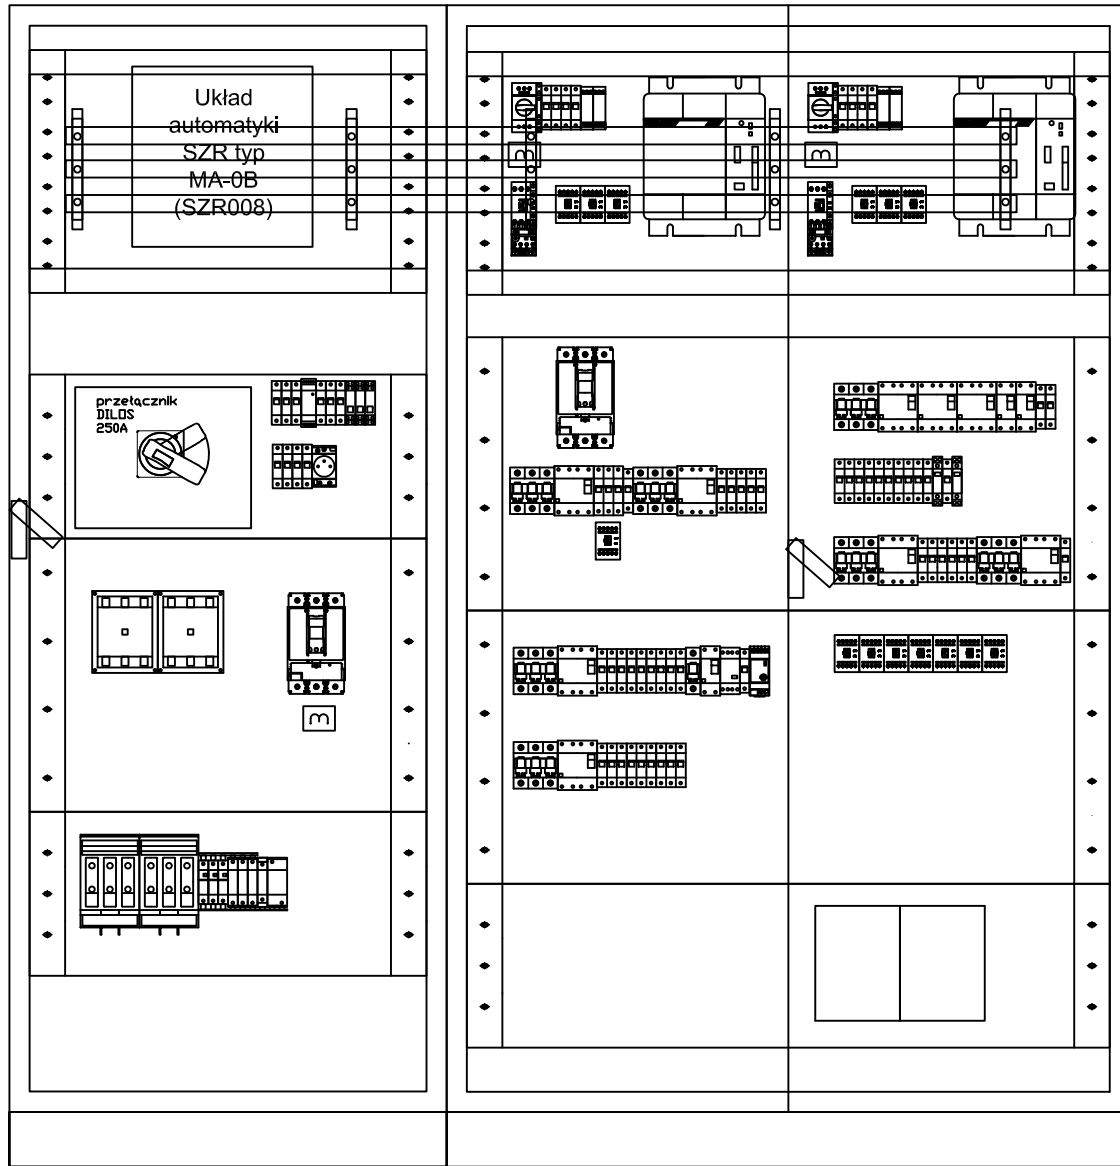 Układ
automatyki
SZR typ
MA-0B
(SZR008)
przełącznik
DILOS
250A